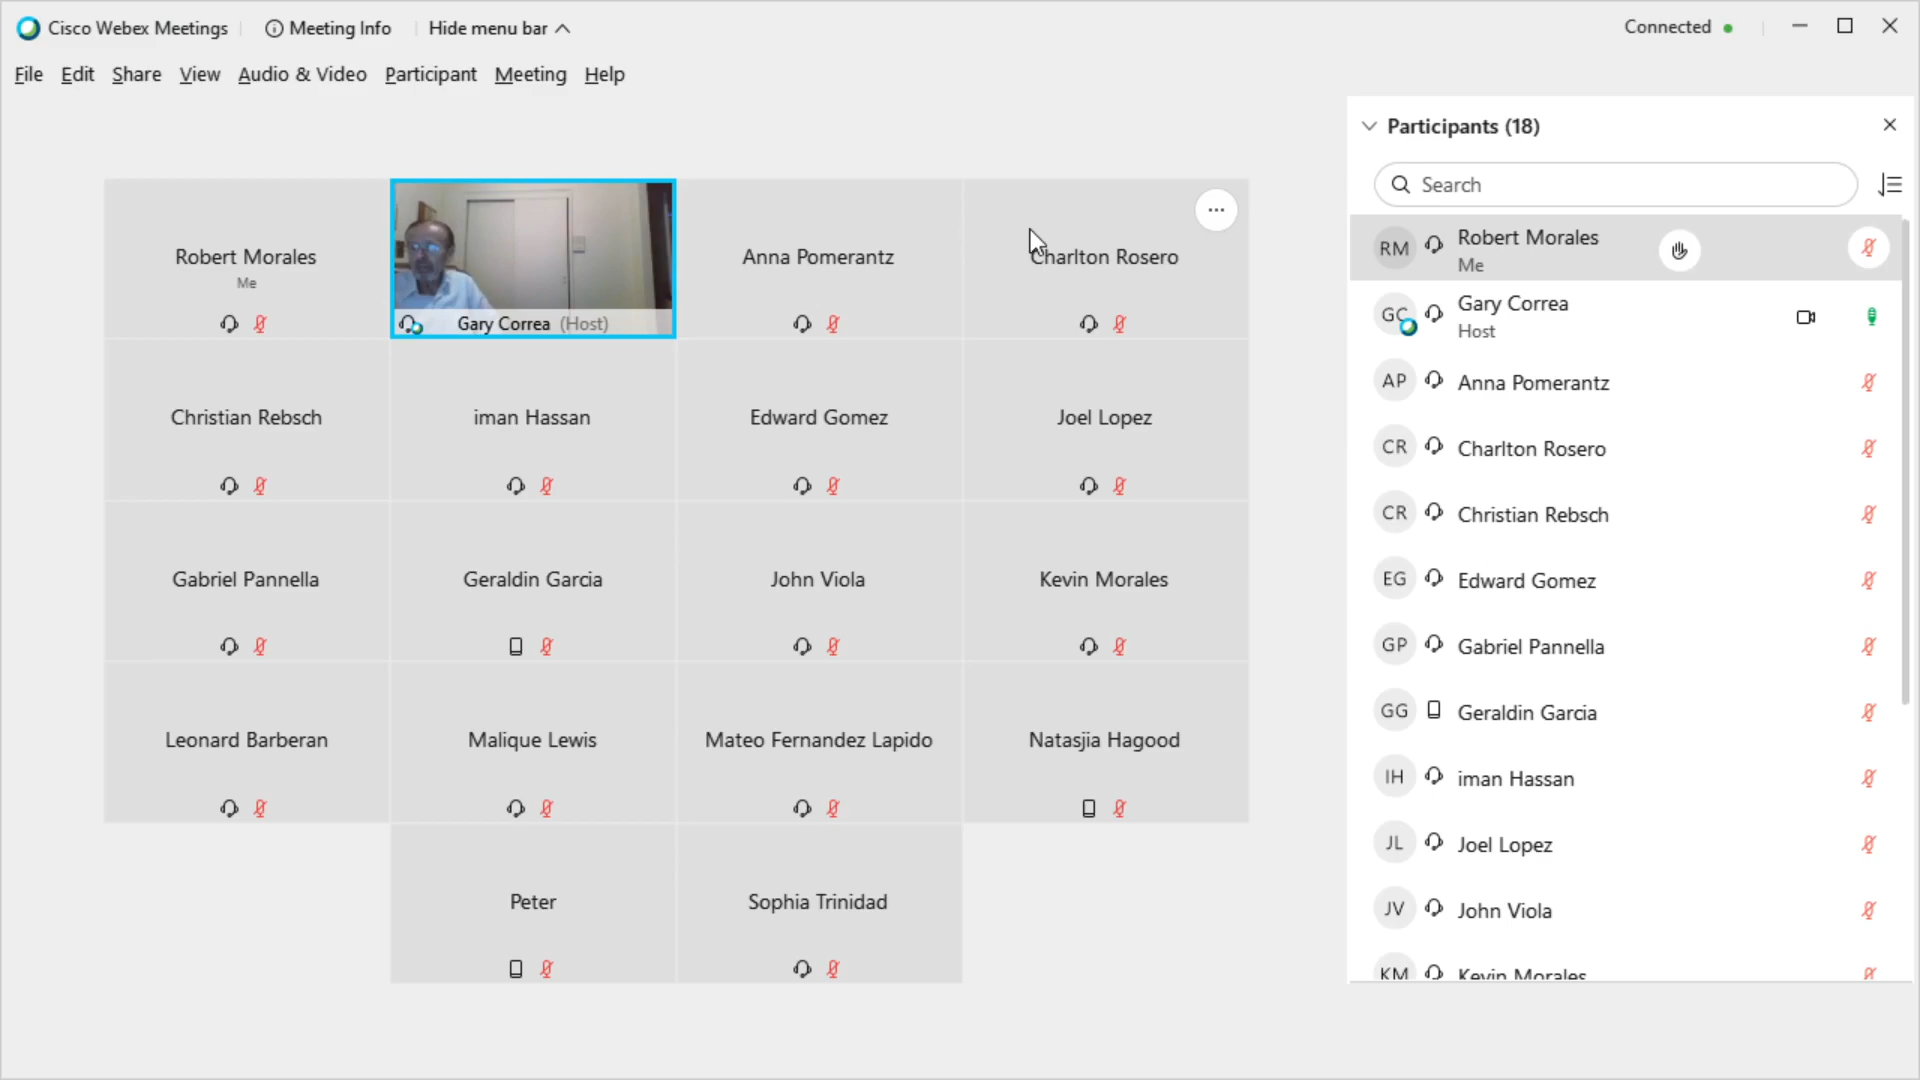 Cisco Webex Meetings
Meeting Info
Hide menu bar
Connected
File Edit Share View Audio & Video Participant Meeting Help
Robert Morales
Me
Gary Correa (Host)
Anna Pomerantz
Charlton Rosero
Christian Rebsch
iman Hassan
Edward Gomez
Joel Lopez
Gabriel Pannella
Geraldin Garcia
John Viola
Kevin Morales
Leonard Barberan
Malique Lewis
Mateo Fernandez Lapido
Natasjia Hagood
Peter
Sophia Trinidad
Participants (18)
Search
RM Robert Morales
Me
GC Gary Correa
Host
AP Anna Pomerantz
CR Charlton Rosero
CR Christian Rebsch
EG Edward Gomez
GP Gabriel Pannella
GG Geraldin Garcia
IH iman Hassan
JL Joel Lopez
JV John Viola
KM Kevin Morales